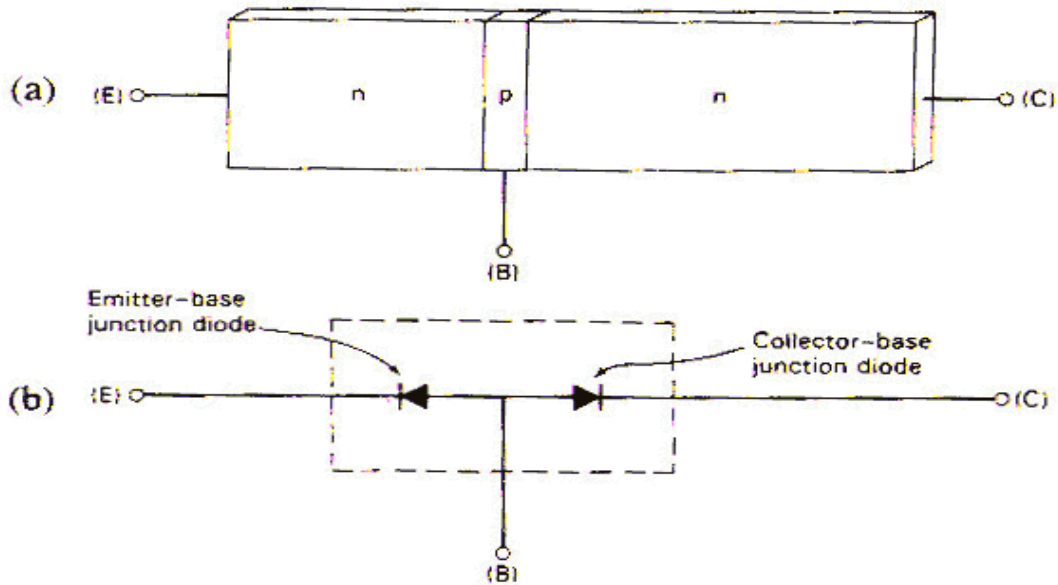 (a)
(E)
n
p
n
(C)
(B)
Emitter-base
junction diode
Collector-base
junction diode
(b)
(E)
(C)
(B)